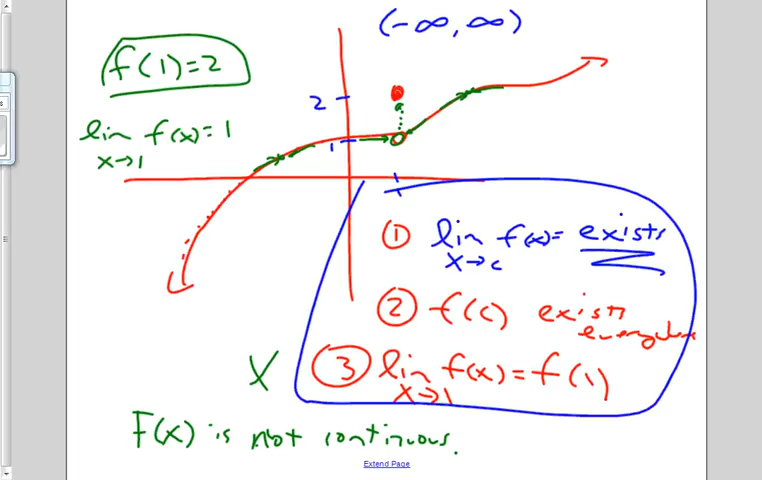 (-∞, ∞)
f(1)=2
2
lim f(x)=1
x→1
1
① lim f(x)= exists
x→c
② f(c) exists
everywhere
③ lim f(x)=f(1)
x→1
X
F(x) is not continuous.
Extend Page